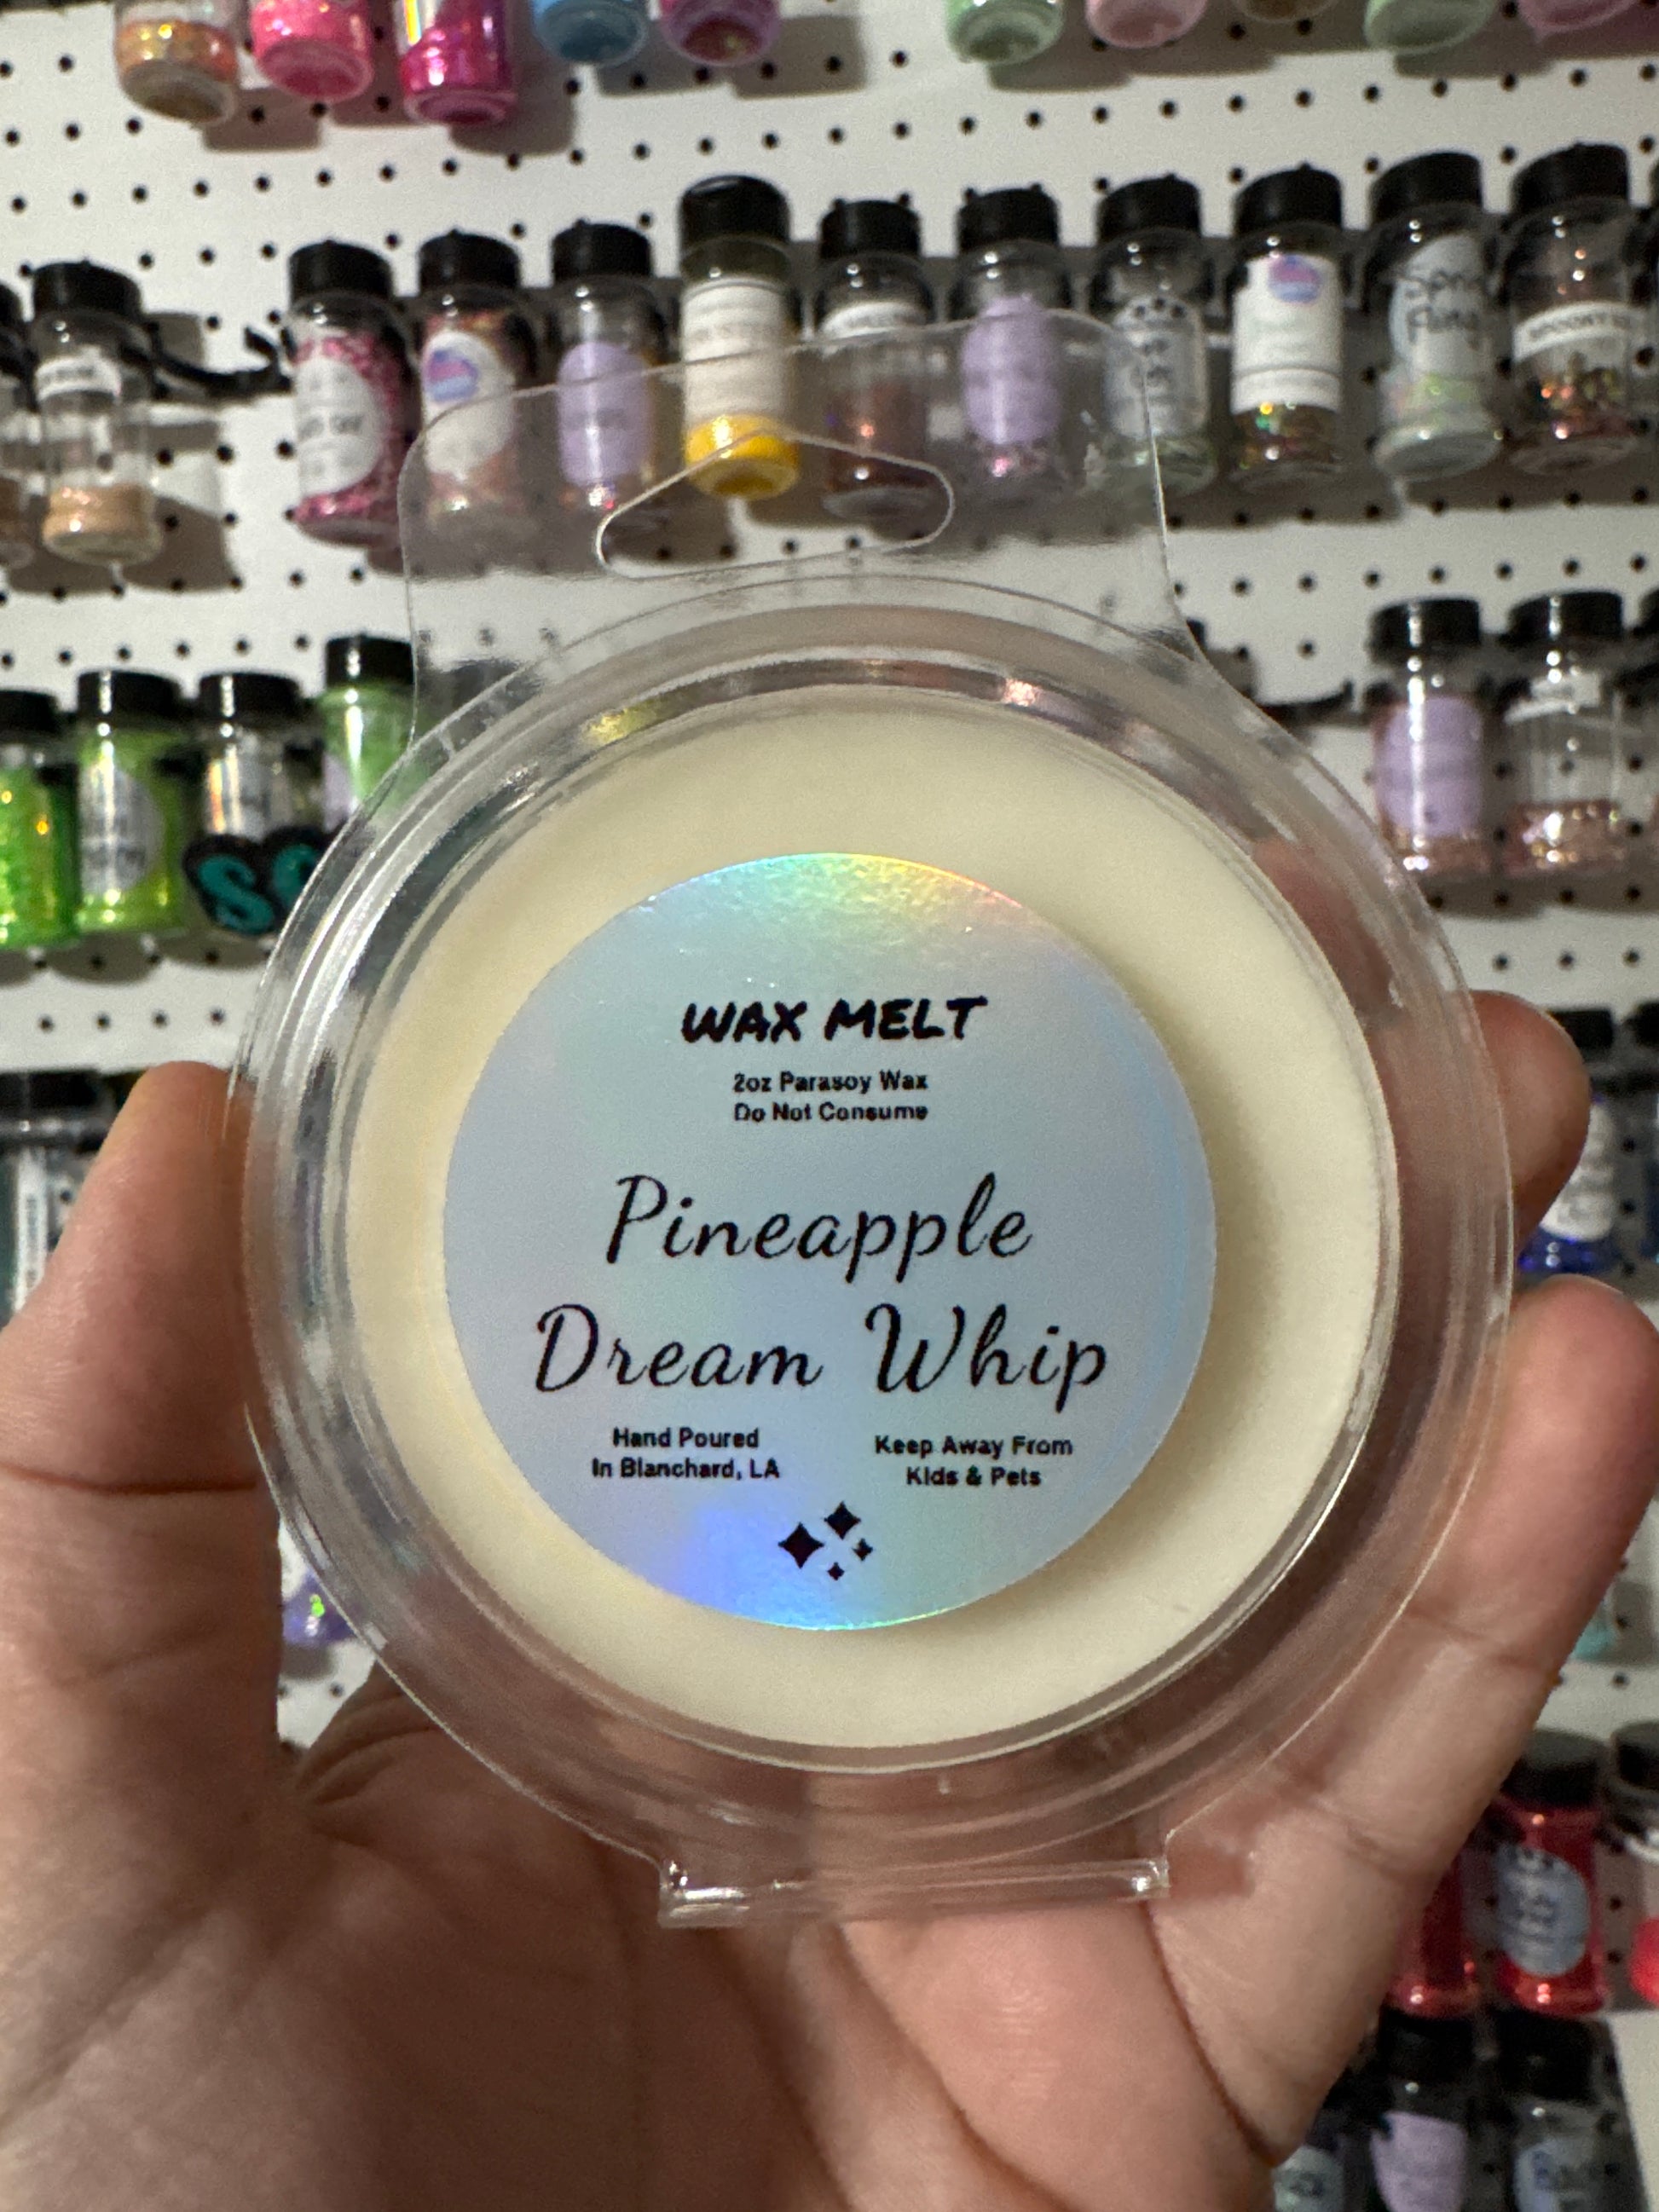 WAX MELT
2oz Parasoy Wax
Do Not Consume
Pineapple
Dream Whip
Hand Poured
In Blanchard, LA
Keep Away From
Kids & Pets